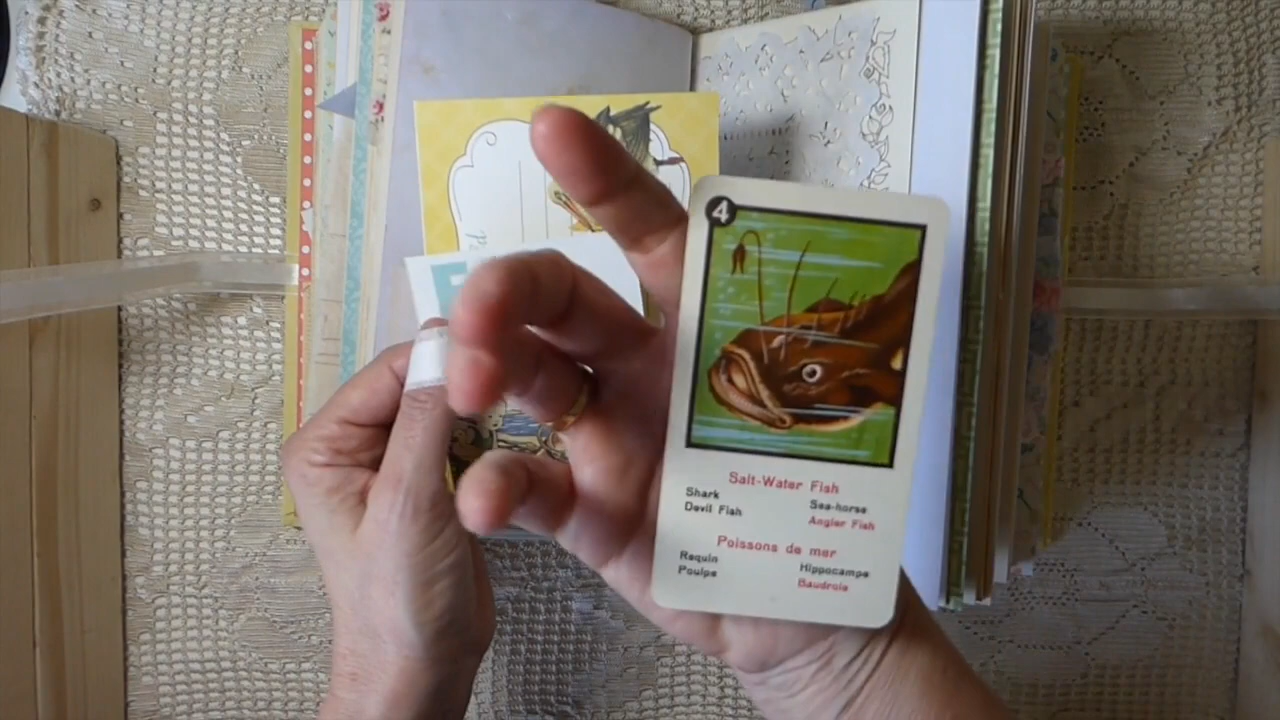 4
Salt-Water Fish
Shark Sea-horse
Devil Fish Angler Fish
Poissons de mer
Requin Hippocampe
Poulpe Baudroie